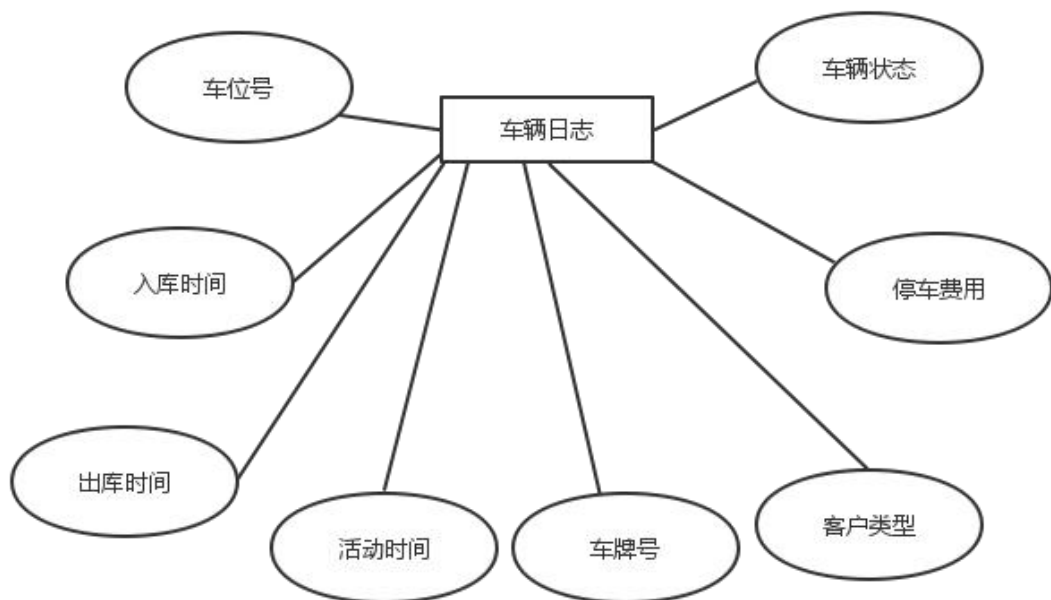 车辆状态
车位号
车辆日志
入库时间
停车费用
出库时间
客户类型
活动时间
车牌号